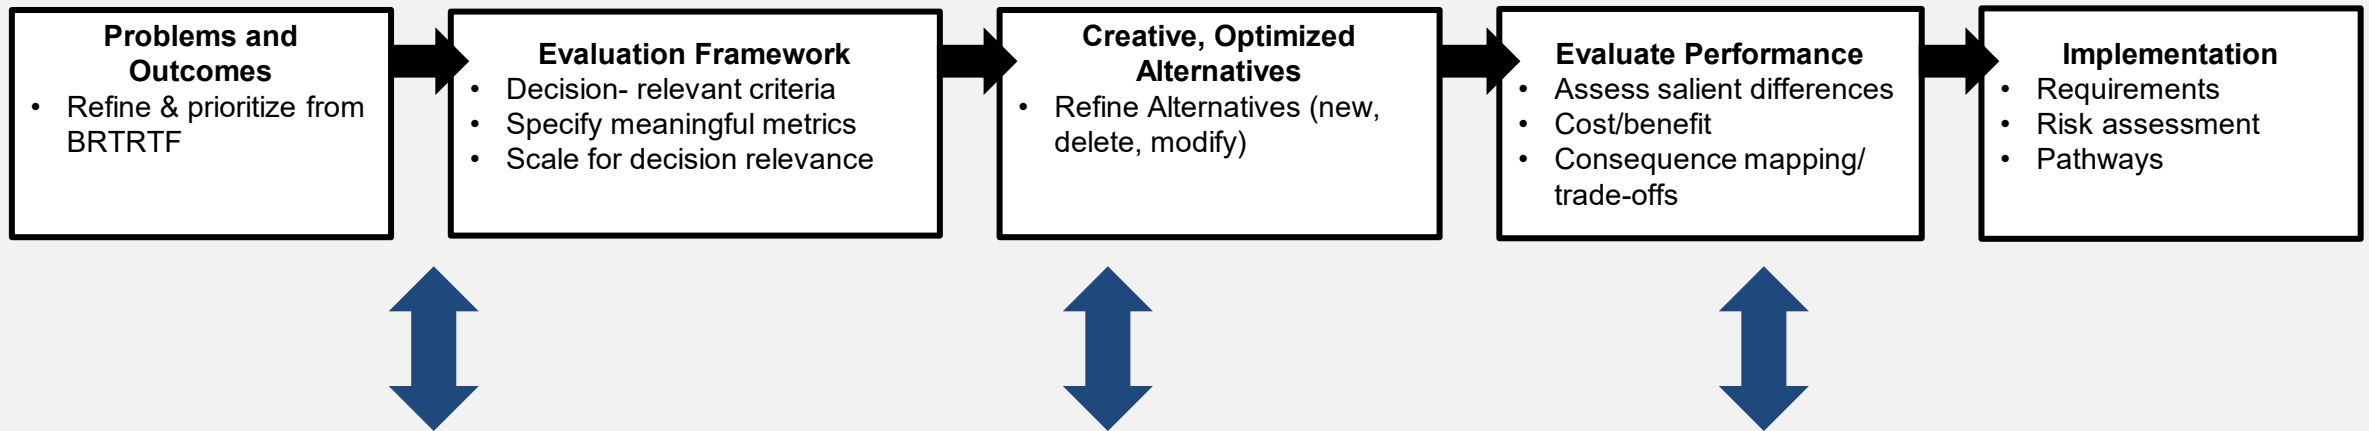 Problems and
Outcomes
• Refine & prioritize from
BRTRTF
Evaluation Framework
• Decision- relevant criteria
• Specify meaningful metrics
• Scale for decision relevance
Creative, Optimized
Alternatives
• Refine Alternatives (new,
delete, modify)
Evaluate Performance
• Assess salient differences
• Cost/benefit
• Consequence mapping/
trade-offs
Implementation
• Requirements
• Risk assessment
• Pathways